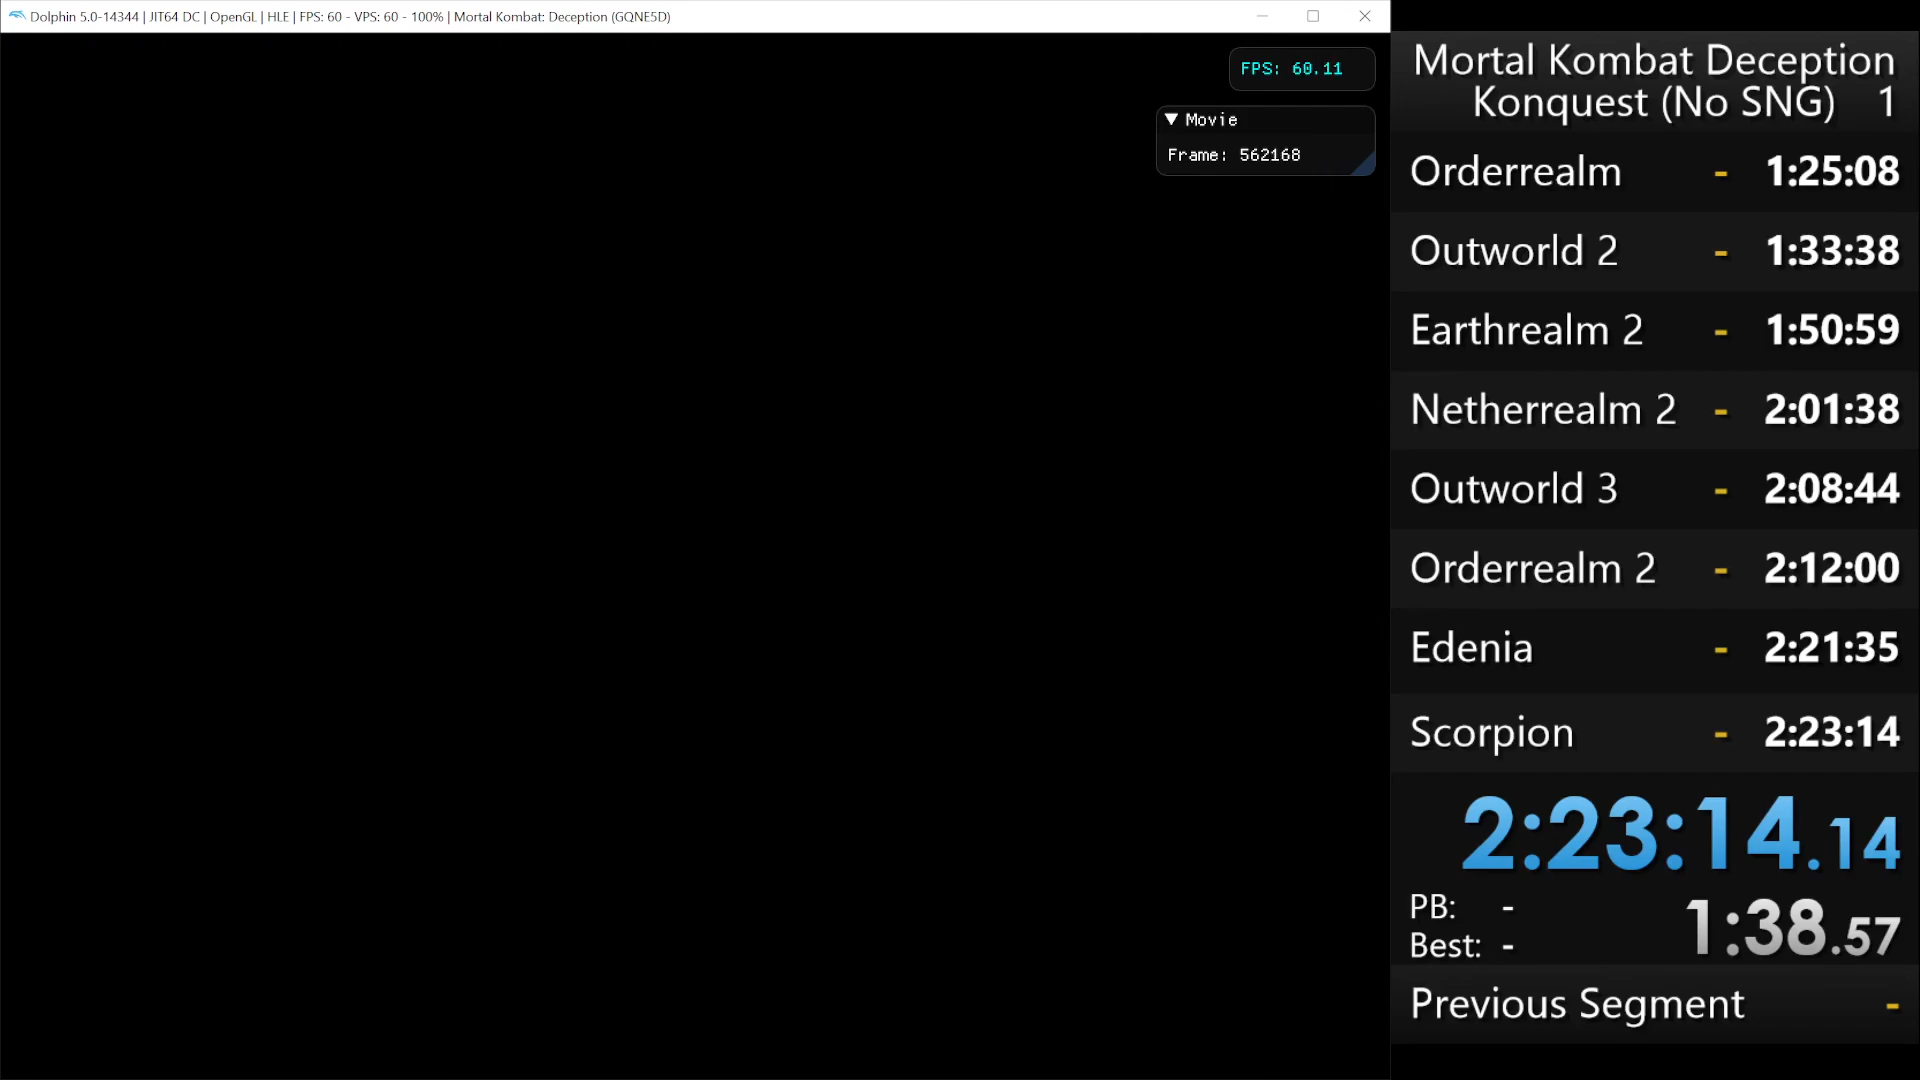 Dolphin 5.0-14344 | JIT64 DC | OpenGL | HLE | FPS: 60 - VPS: 60 - 100% | Mortal Kombat: Deception (GQNE5D)
FPS: 60.11
▼ Movie
Frame: 562168
Mortal Kombat Deception
Konquest (No SNG) 1
Orderrealm - 1:25:08
Outworld 2 - 1:33:38
Earthrealm 2 - 1:50:59
Netherrealm 2 - 2:01:38
Outworld 3 - 2:08:44
Orderrealm 2 - 2:12:00
Edenia - 2:21:35
Scorpion - 2:23:14
2:23:14.14
PB: -
Best: -
1:38.57
Previous Segment -